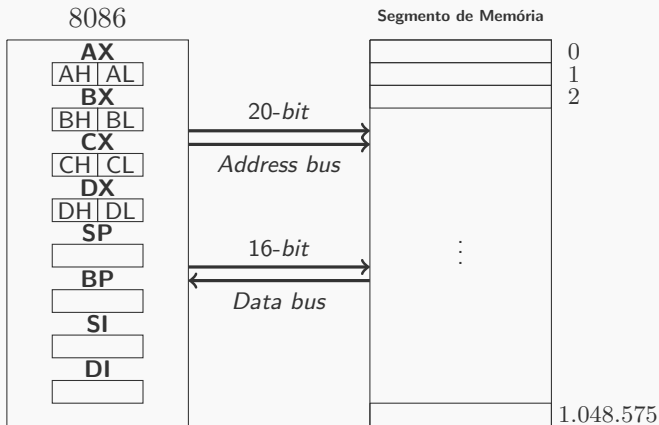 8086
Segmento de Memória
AX
AH AL
BX
BH BL
CX
CH CL
DX
DH DL
SP
BP
SI
DI
20-bit
Address bus
16-bit
Data bus
0
1
2
⋮
1.048.575